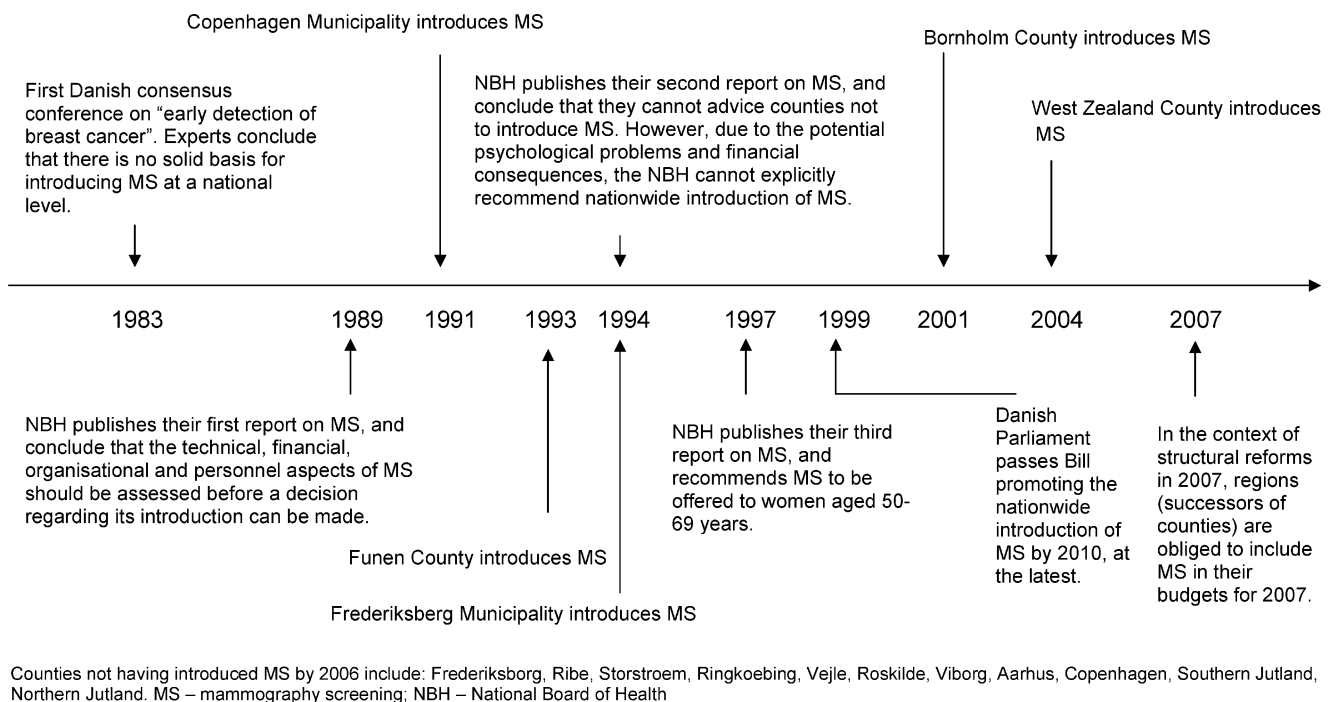 Copenhagen Municipality introduces MS
Bornholm County introduces MS
First Danish consensus
conference on “early detection of
breast cancer”. Experts conclude
that there is no solid basis for
introducing MS at a national
level.
NBH publishes their second report on MS, and
conclude that they cannot advice counties not
to introduce MS. However, due to the potential
psychological problems and financial
consequences, the NBH cannot explicitly
recommend nationwide introduction of MS.
West Zealand County introduces
MS
1983 1989 1991 1993 1994 1997 1999 2001 2004 2007
NBH publishes their first report on MS, and
conclude that the technical, financial,
organisational and personnel aspects of MS
should be assessed before a decision
regarding its introduction can be made.
Funen County introduces MS
Frederiksberg Municipality introduces MS
NBH publishes their third
report on MS, and
recommends MS to be
offered to women aged 50-
69 years.
Danish
Parliament
passes Bill
promoting the
nationwide
introduction of
MS by 2010, at
the latest.
In the context of
structural reforms
in 2007, regions
(successors of
counties) are
obliged to include
MS in their
budgets for 2007.
Counties not having introduced MS by 2006 include: Frederiksborg, Ribe, Storstroem, Ringkoebing, Vejle, Roskilde, Viborg, Aarhus, Copenhagen, Southern Jutland,
Northern Jutland. MS – mammography screening; NBH – National Board of Health